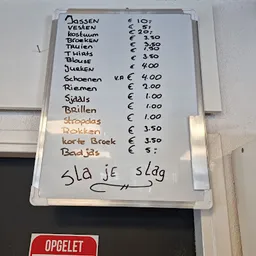 Jassen € 10,-
Vesten € 5,-
kostuum € 20,-
Broeken € 3.50
Truien € 3.50
T Hirts € 1.50
Blouse € 3.50
Jurken € 4.00
Schoenen v.a € 4.00
Riemen € 2.00
Sjaals € 1.00
Brillen € 1.00
Stropdas € 1.00
Rokken € 3.50
korte Broek € 3.50
Badjas € 5,-
Sla je slag
OPGELET